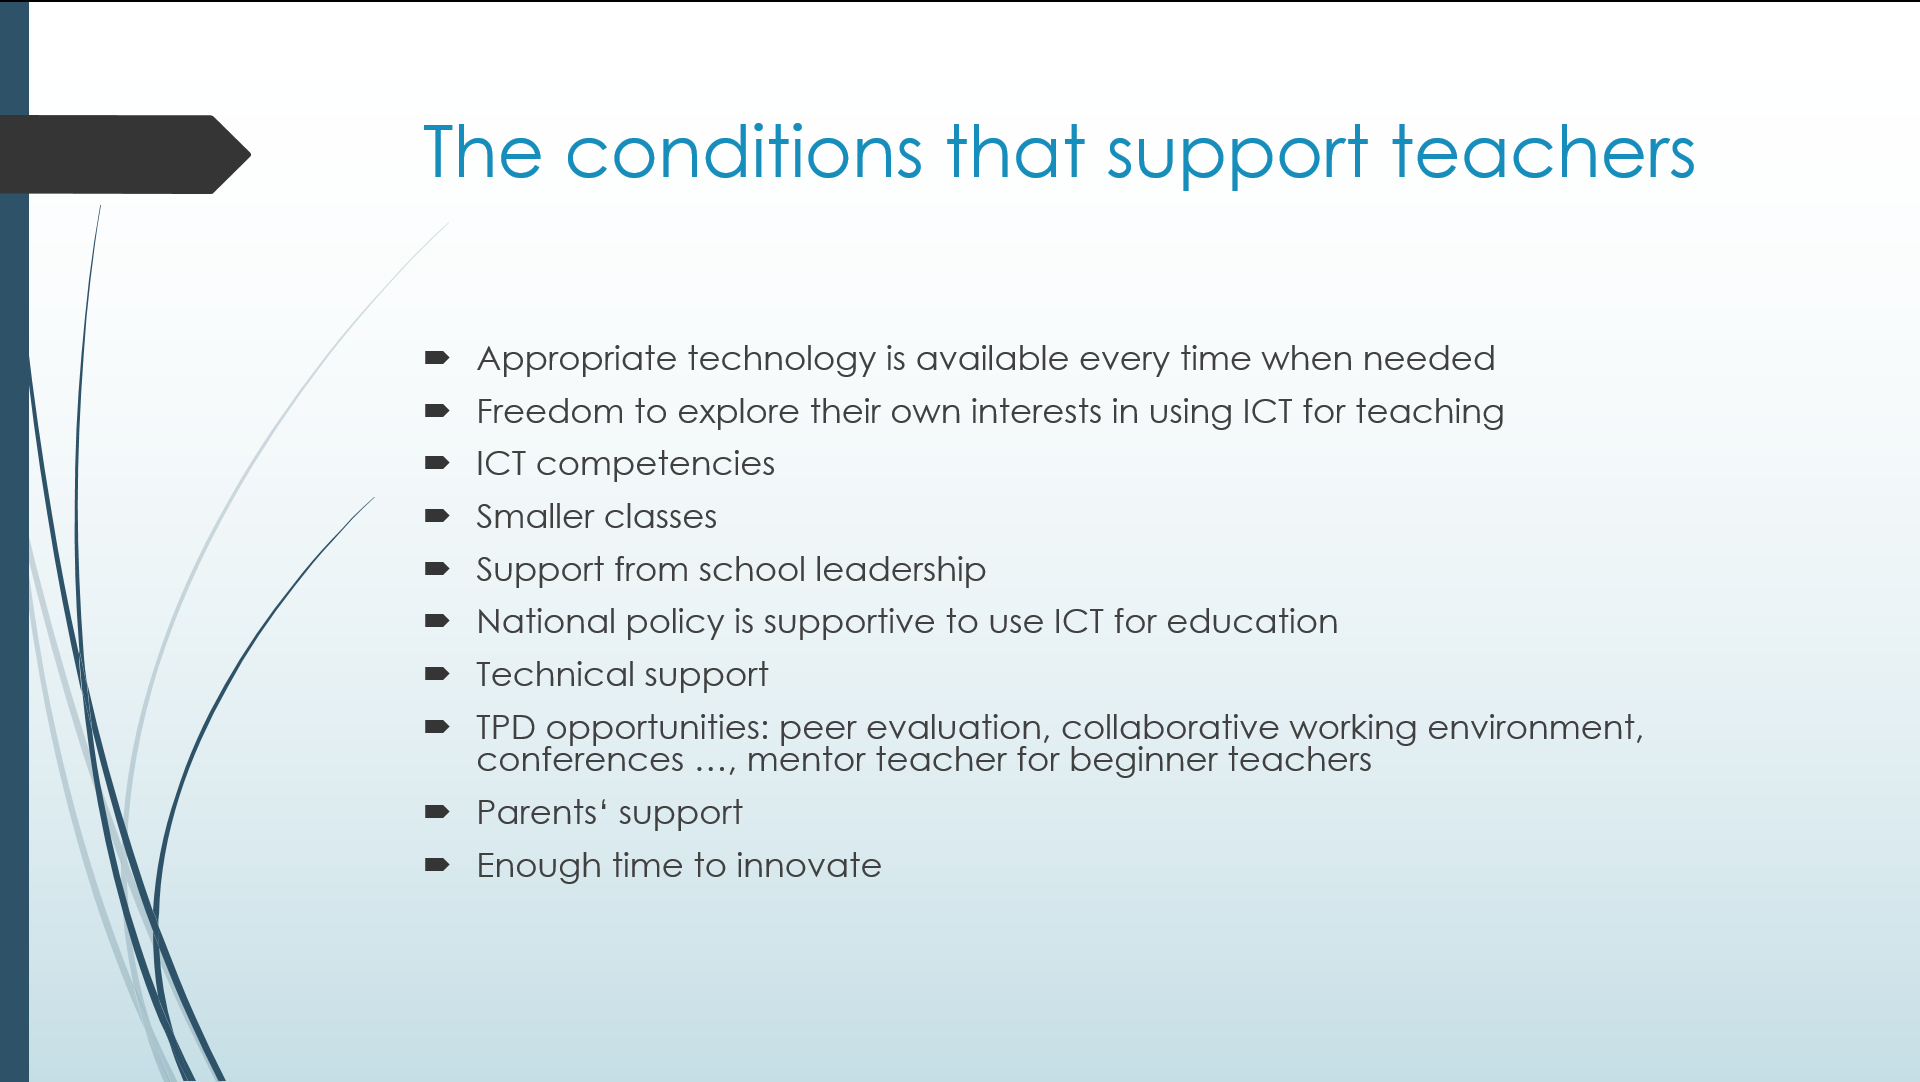 The conditions that support teachers
Appropriate technology is available every time when needed
Freedom to explore their own interests in using ICT for teaching
ICT competencies
Smaller classes
Support from school leadership
National policy is supportive to use ICT for education
Technical support
TPD opportunities: peer evaluation, collaborative working environment,
conferences …, mentor teacher for beginner teachers
Parents‘ support
Enough time to innovate